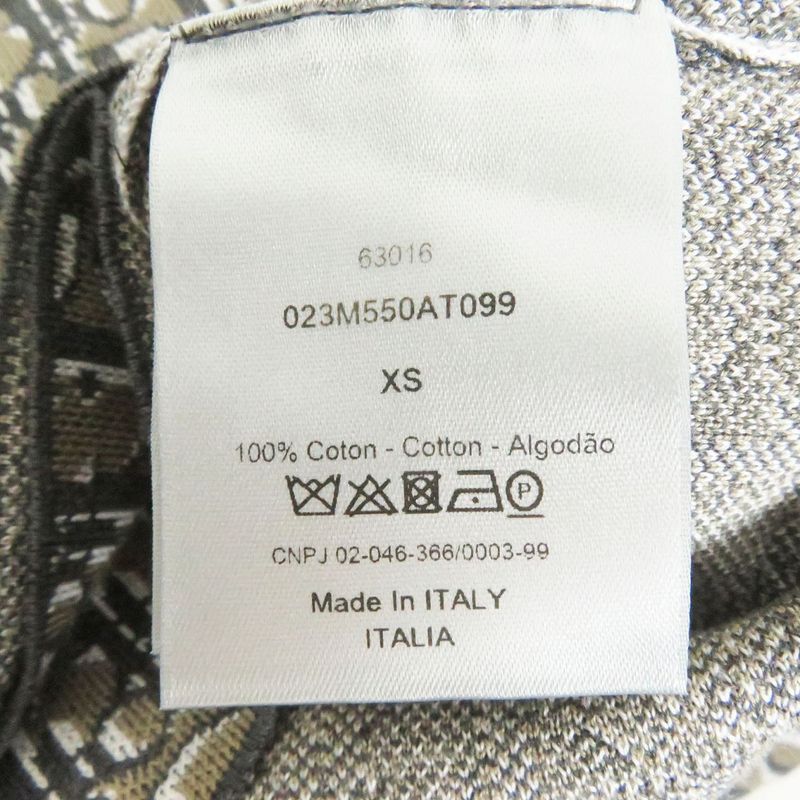 63016
023M550AT099
XS
100% Coton - Cotton - Algodão
P
CNPJ 02-046-366/0003-99
Made In ITALY
ITALIA